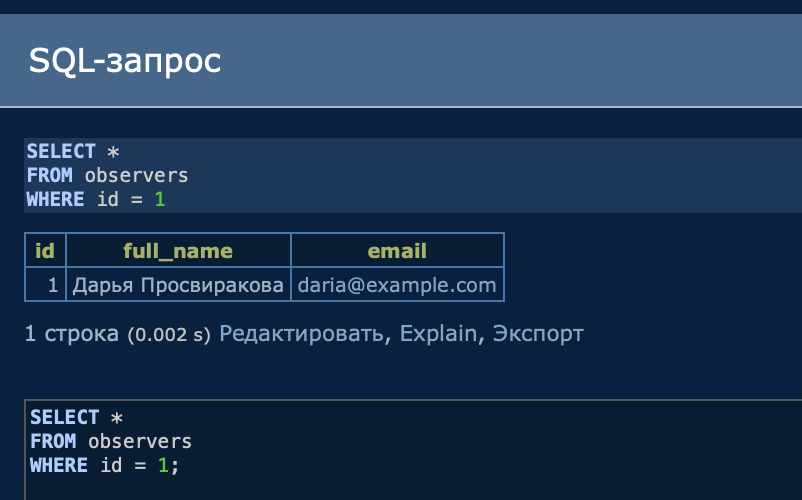 SQL-запрос
SELECT *
FROM observers
WHERE id = 1
id full_name email
1 Дарья Просвиракова daria@example.com
1 строка (0.002 s) Редактировать, Explain, Экспорт
SELECT *
FROM observers
WHERE id = 1;